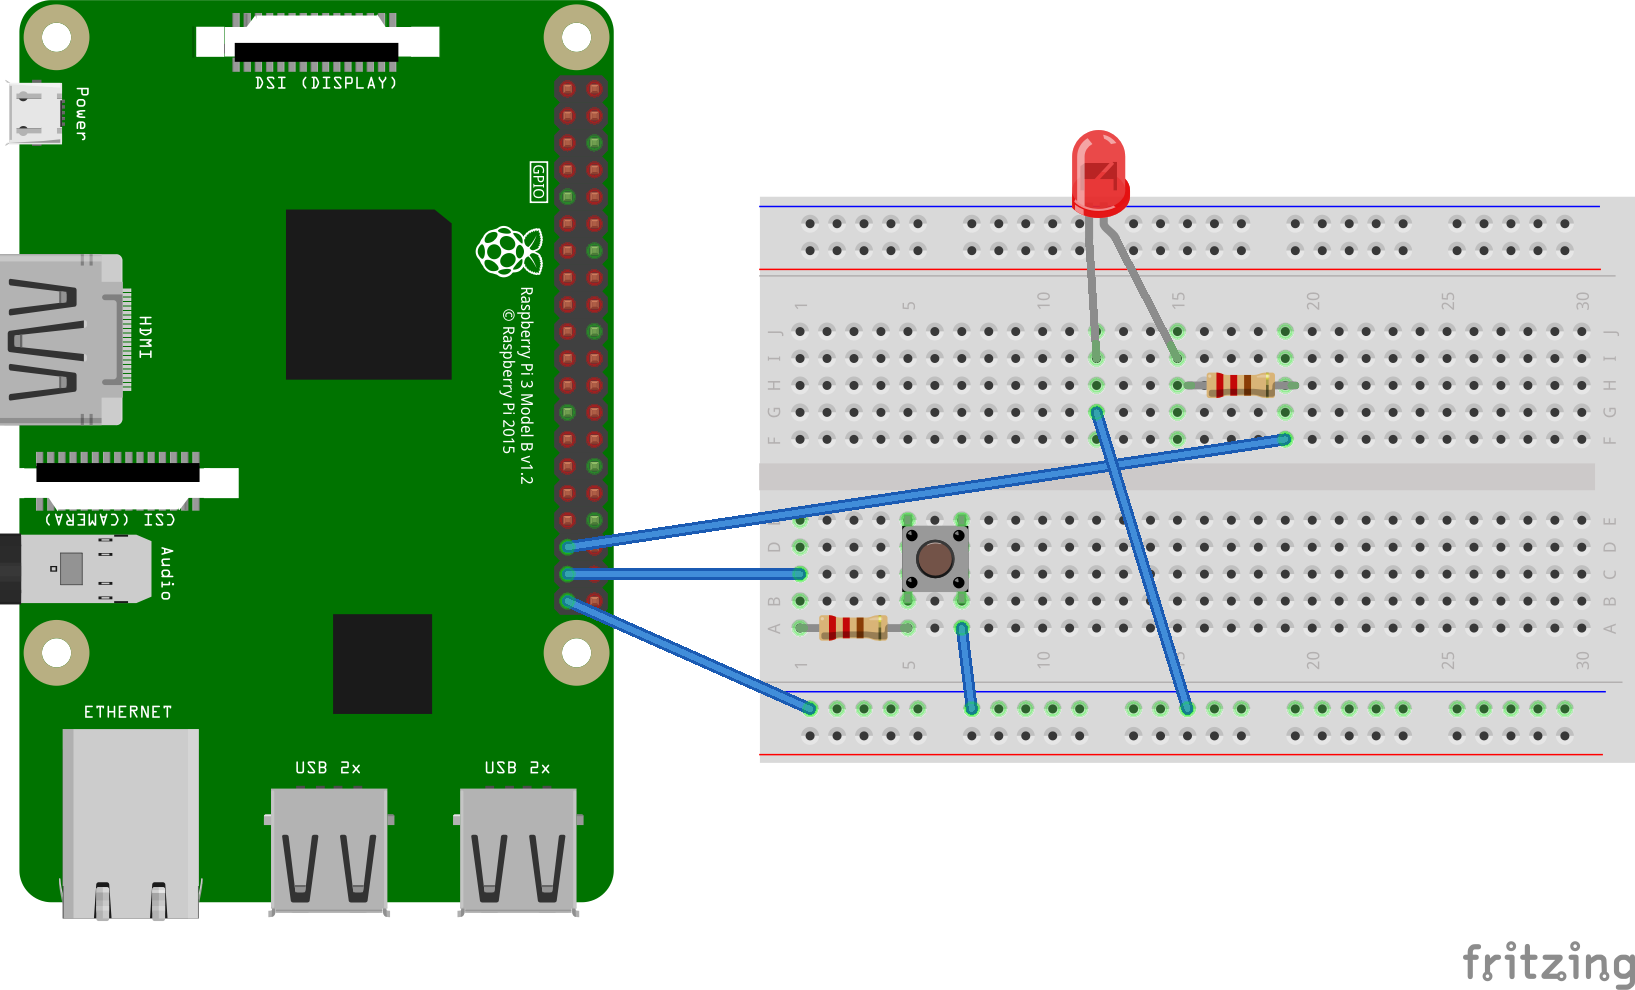 DSI (DISPLAY)
Power
GPIO
Raspberry Pi 3 Model B v1.2
© Raspberry Pi 2015
HDMI
CSI (CAMERA)
Audio
ETHERNET
USB 2x
USB 2x
1 5 10 15 20 25 30
J J
I I
H H
G G
F F
E E
D D
C C
B B
A A
1 5 10 15 20 25 30
fritzing